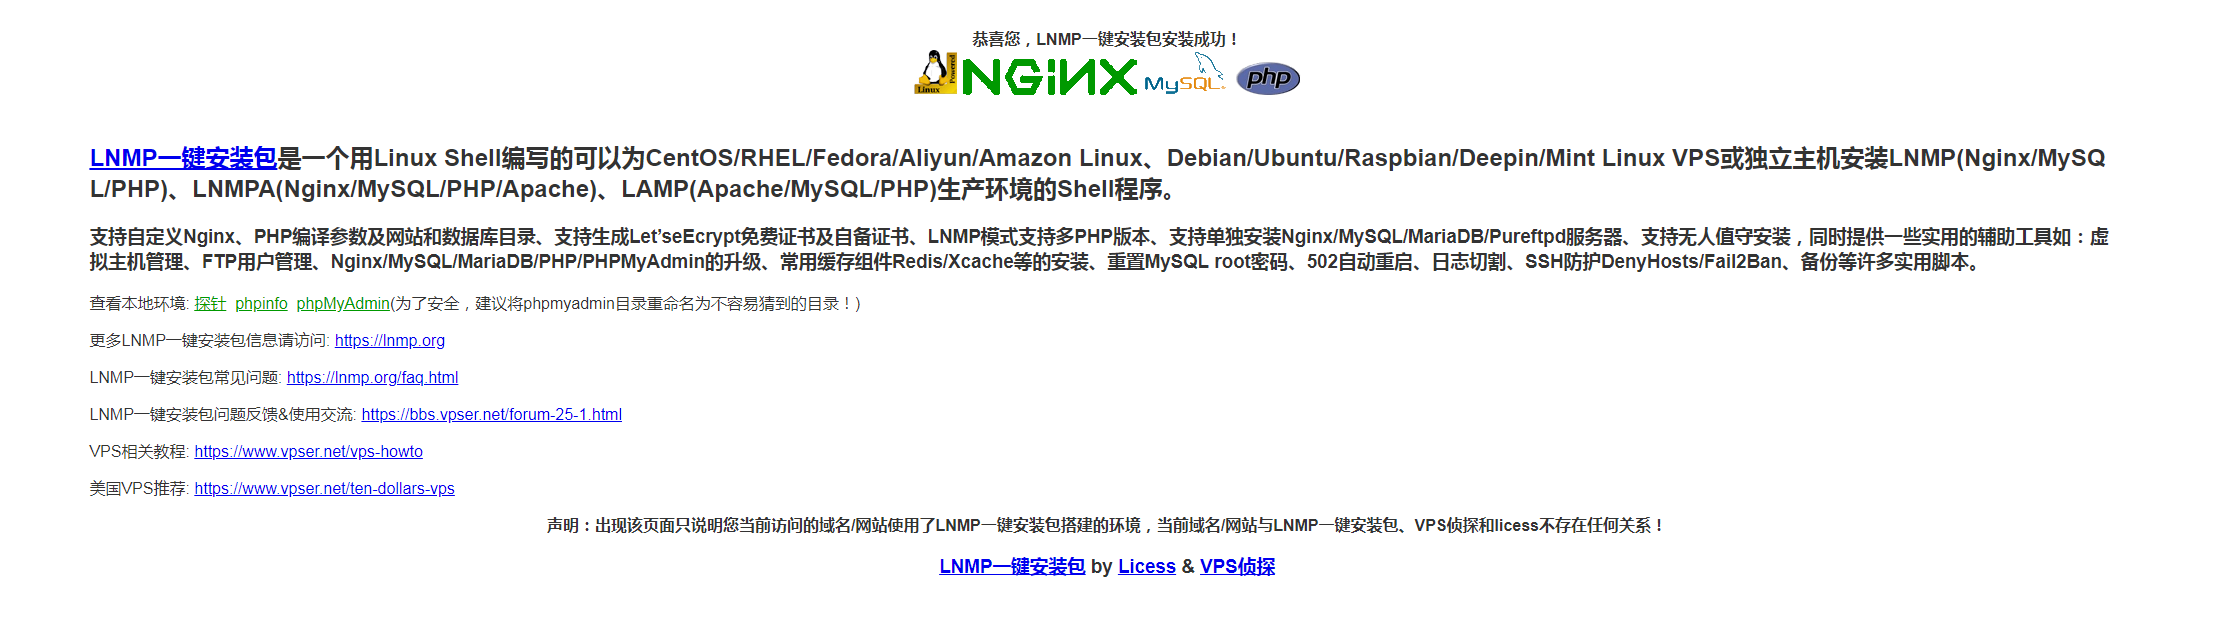 恭喜您，LNMP一键安装包安装成功！
Linux Powered NGiNX MySQL php
LNMP一键安装包是一个用Linux Shell编写的可以为CentOS/RHEL/Fedora/Aliyun/Amazon Linux、Debian/Ubuntu/Raspbian/Deepin/Mint Linux VPS或独立主机安装LNMP(Nginx/MySQ
L/PHP)、LNMPA(Nginx/MySQL/PHP/Apache)、LAMP(Apache/MySQL/PHP)生产环境的Shell程序。
支持自定义Nginx、PHP编译参数及网站和数据库目录、支持生成Let’seEcrypt免费证书及自备证书、LNMP模式支持多PHP版本、支持单独安装Nginx/MySQL/MariaDB/Pureftpd服务器、支持无人值守安装，同时提供一些实用的辅助工具如：虚
拟主机管理、FTP用户管理、Nginx/MySQL/MariaDB/PHP/PHPMyAdmin的升级、常用缓存组件Redis/Xcache等的安装、重置MySQL root密码、502自动重启、日志切割、SSH防护DenyHosts/Fail2Ban、备份等许多实用脚本。
查看本地环境: 探针 phpinfo phpMyAdmin(为了安全，建议将phpmyadmin目录重命名为不容易猜到的目录！)
更多LNMP一键安装包信息请访问: https://lnmp.org
LNMP一键安装包常见问题: https://lnmp.org/faq.html
LNMP一键安装包问题反馈&使用交流: https://bbs.vpser.net/forum-25-1.html
VPS相关教程: https://www.vpser.net/vps-howto
美国VPS推荐: https://www.vpser.net/ten-dollars-vps
声明：出现该页面只说明您当前访问的域名/网站使用了LNMP一键安装包搭建的环境，当前域名/网站与LNMP一键安装包、VPS侦探和licess不存在任何关系！
LNMP一键安装包 by Licess & VPS侦探